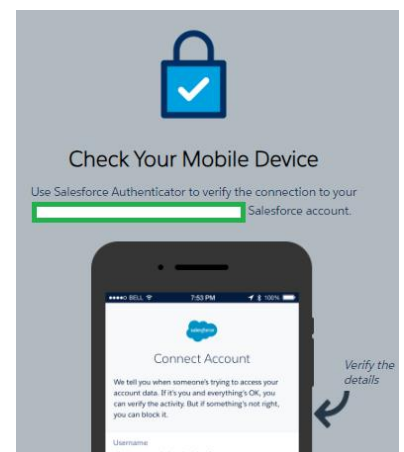 Check Your Mobile Device
Use Salesforce Authenticator to verify the connection to your
Salesforce account.
BELL 7:53 PM 100%
salesforce
Connect Account
We tell you when someone's trying to access your
account data. If it's you and everything's OK, you
can verify the activity. But if something's not right,
you can block it.
Verify the
details
Username